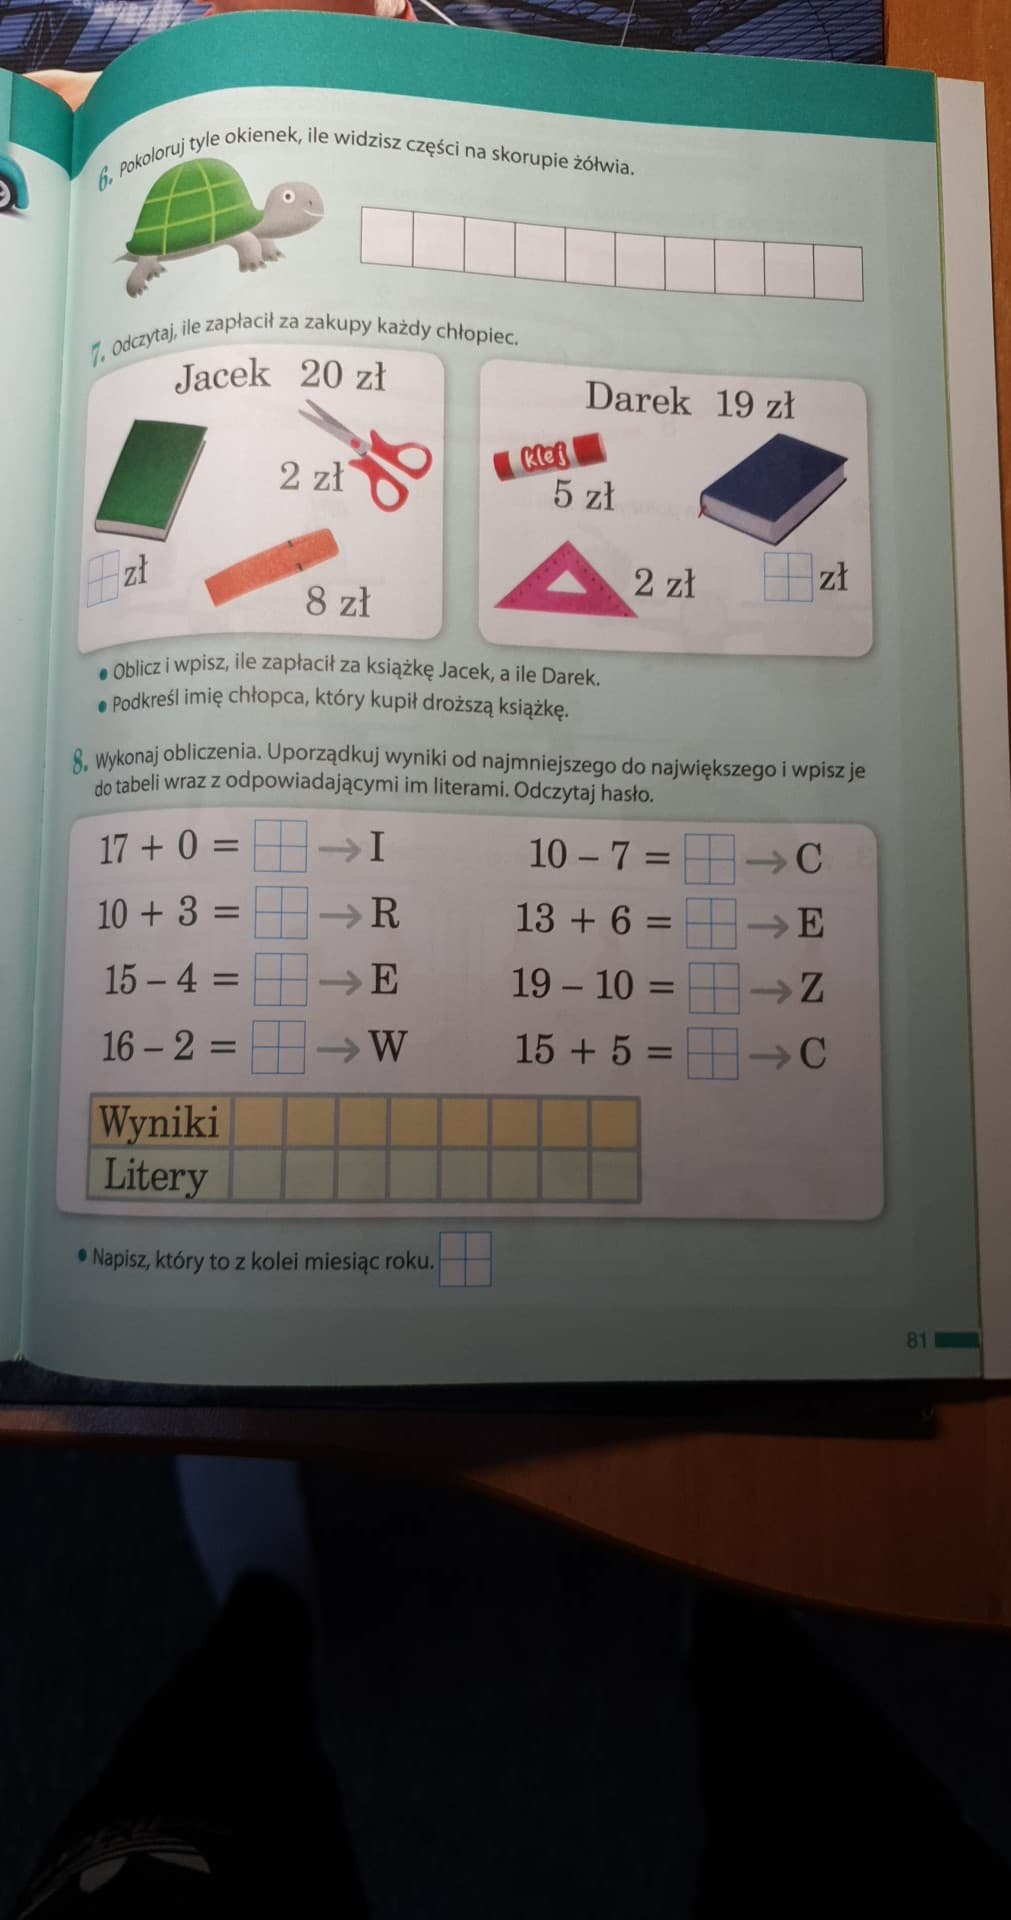 6. Pokoloruj tyle okienek, ile widzisz części na skorupie żółwia.
7. Odczytaj, ile zapłacił za zakupy każdy chłopiec.
Jacek 20 zł
2 zł
zł
8 zł
Darek 19 zł
klej
5 zł
2 zł
zł
• Oblicz i wpisz, ile zapłacił za książkę Jacek, a ile Darek.
• Podkreśl imię chłopca, który kupił droższą książkę.
8. Wykonaj obliczenia. Uporządkuj wyniki od najmniejszego do największego i wpisz je
do tabeli wraz z odpowiadającymi im literami. Odczytaj hasło.
17 + 0 = → I
10 + 3 = → R
15 – 4 = → E
16 – 2 = → W
10 – 7 = → C
13 + 6 = → E
19 – 10 = → Z
15 + 5 = → C
Wyniki
Litery
• Napisz, który to z kolei miesiąc roku.
81